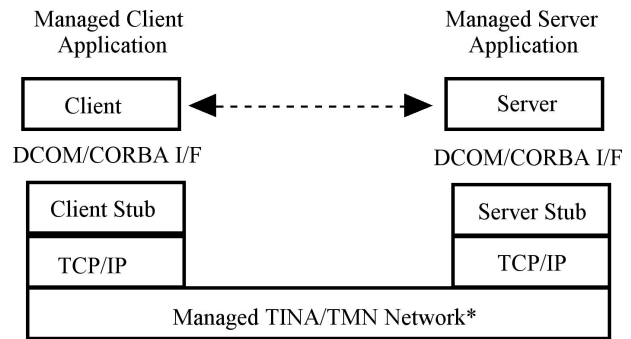 Managed Client
Application
Managed Server
Application
Client
Server
DCOM/CORBA I/F
DCOM/CORBA I/F
Client Stub
Server Stub
TCP/IP
TCP/IP
Managed TINA/TMN Network*